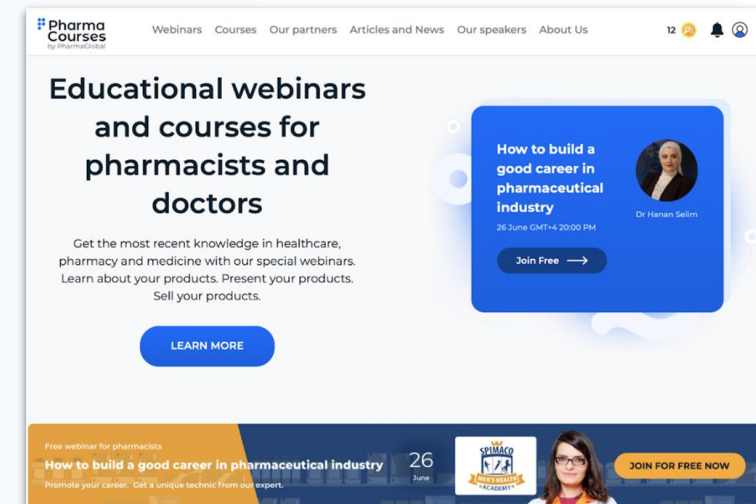 Pharma
Courses
by PharmaGlobal
Webinars Courses Our partners Articles and News Our speakers About Us
12
Educational webinars
and courses for
pharmacists and
doctors
Get the most recent knowledge in healthcare,
pharmacy and medicine with our special webinars.
Learn about your products. Present your products.
Sell your products.
LEARN MORE
How to build a
good career in
pharmaceutical
industry
26 June GMT+4 20:00 PM
Join Free
Dr Hanan Selim
Free webinar for pharmacists
How to build a good career in pharmaceutical industry
Promote your career. Get a unique technic from our expert.
26
June
SPIMACO
MEN'S HEALTH
ACADEMY
JOIN FOR FREE NOW